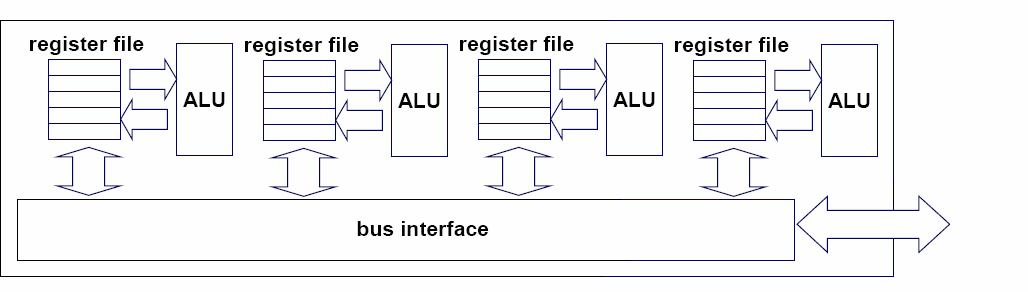 register file
ALU
register file
ALU
register file
ALU
register file
ALU
bus interface